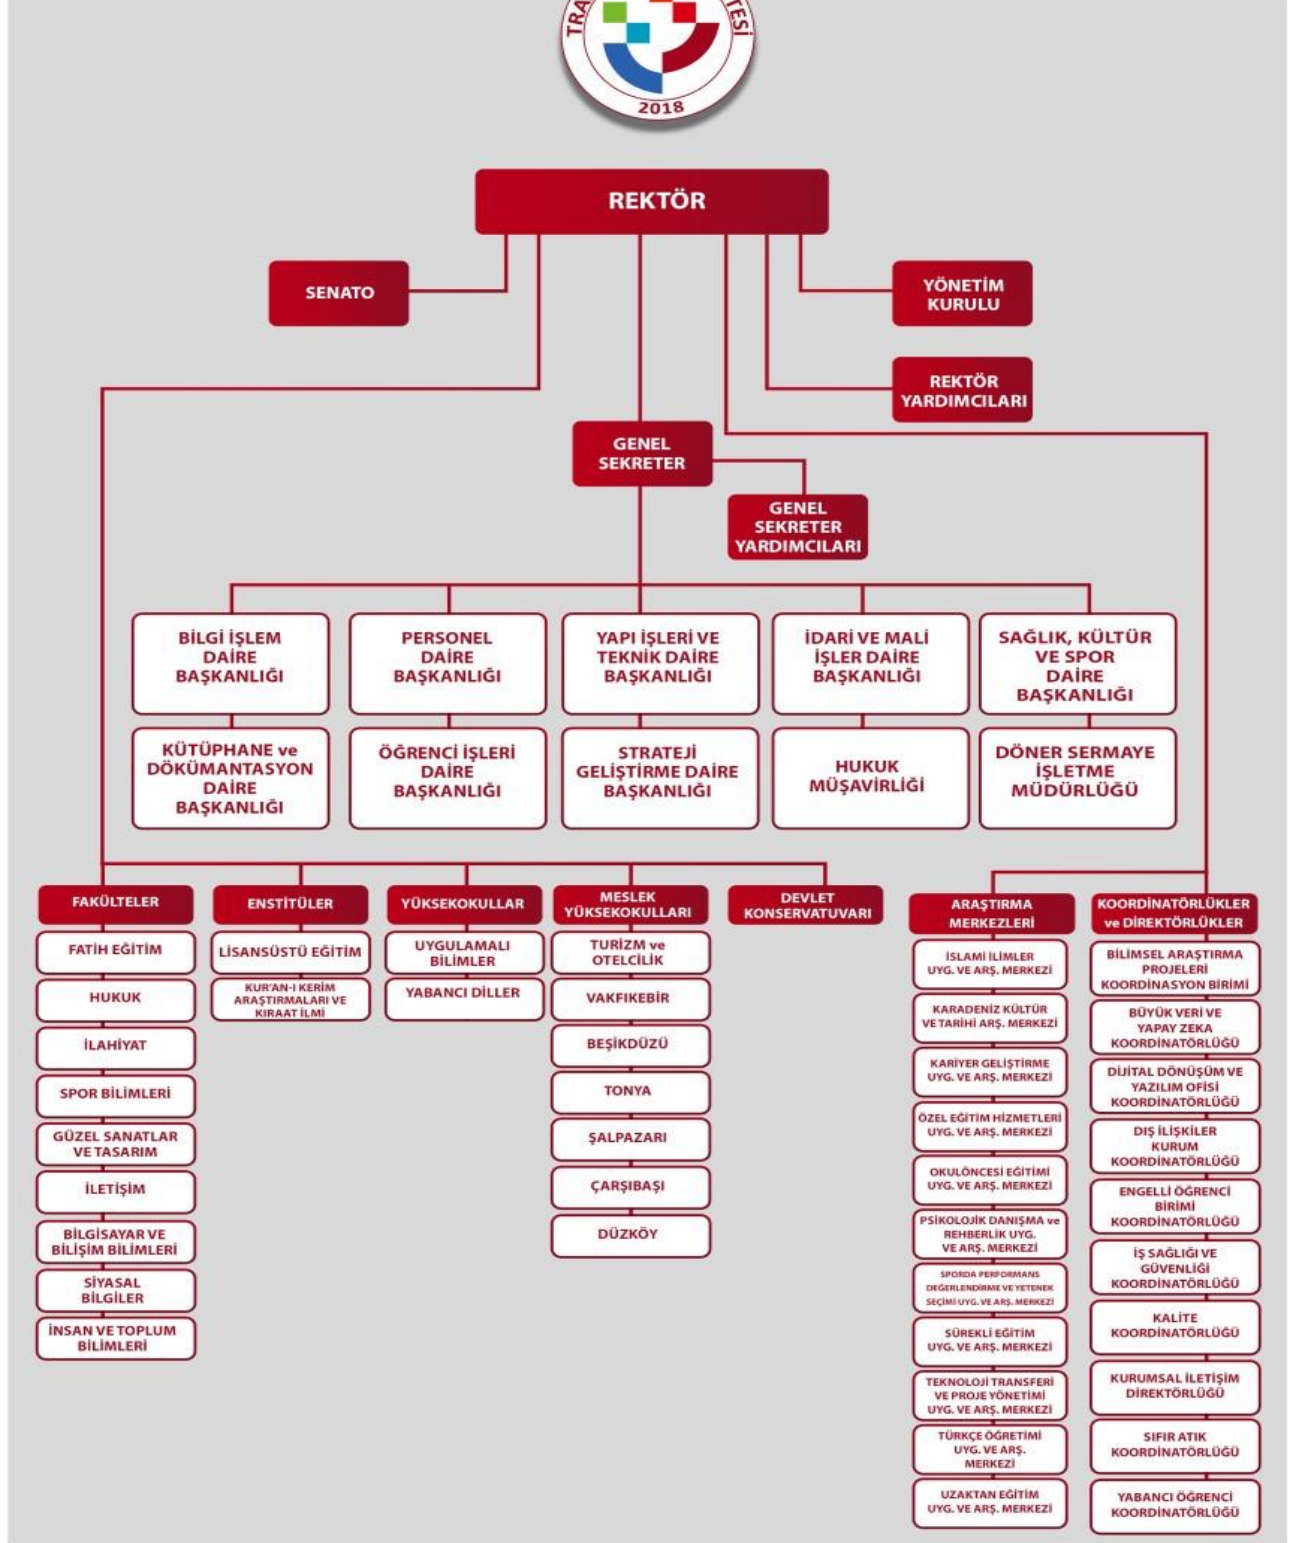 2018
REKTÖR
SENATO
YÖNETİM
KURULU
REKTÖR
YARDIMCILARI
GENEL
SEKRETER
GENEL
SEKRETER
YARDIMCILARI
BİLGİ İŞLEM
DAİRE
BAŞKANLIĞI
PERSONEL
DAİRE
BAŞKANLIĞI
YAPI İŞLERİ VE
TEKNİK DAİRE
BAŞKANLIĞI
İDARİ VE MALİ
İŞLER DAİRE
BAŞKANLIĞI
SAĞLIK, KÜLTÜR
VE SPOR
DAİRE
BAŞKANLIĞI
KÜTÜPHANE ve
DÖKÜMANTASYON
DAİRE
BAŞKANLIĞI
ÖĞRENCİ İŞLERİ
DAİRE
BAŞKANLIĞI
STRATEJİ
GELİŞTİRME DAİRE
BAŞKANLIĞI
HUKUK
MÜŞAVİRLİĞİ
DÖNER SERMAYE
İŞLETME
MÜDÜRLÜĞÜ
FAKÜLTELER
FATİH EĞİTİM
HUKUK
İLAHİYAT
SPOR BİLİMLERİ
GÜZEL SANATLAR
VE TASARIM
İLETİŞİM
BİLGİSAYAR VE
BİLİŞİM BİLİMLERİ
SİYASAL
BİLGİLER
İNSAN VE TOPLUM
BİLİMLERİ
ENSTİTÜLER
LİSANSÜSTÜ EĞİTİM
KUR'AN-I KERİM
ARAŞTIRMALARI VE
KIRAAT İLMİ
YÜKSEKOKULLAR
UYGULAMALI
BİLİMLER
YABANCI DİLLER
MESLEK
YÜKSEKOKULLARI
TURİZM ve
OTELCİLİK
VAKFIKEBİR
BEŞİKDÜZÜ
TONYA
ŞALPAZARI
ÇARŞIBAŞI
DÜZKÖY
DEVLET
KONSERVATUVARI
ARAŞTIRMA
MERKEZLERİ
İSLAMİ İLİMLER
UYG. VE ARŞ. MERKEZİ
KARADENİZ KÜLTÜR
VE TARİHİ ARŞ. MERKEZİ
KARİYER GELİŞTİRME
UYG. VE ARŞ. MERKEZİ
ÖZEL EĞİTİM HİZMETLERİ
UYG. VE ARŞ. MERKEZİ
OKULÖNCESİ EĞİTİMİ
UYG. VE ARŞ. MERKEZİ
PSİKOLOJİK DANIŞMA ve
REHBERLİK UYG.
VE ARŞ. MERKEZİ
SPORDA PERFORMANS
DEĞERLENDİRME VE YETENEK
SEÇİMİ UYG. VE ARŞ. MERKEZİ
SÜREKLİ EĞİTİM
UYG. VE ARŞ. MERKEZİ
TEKNOLOJİ TRANSFERİ
VE PROJE YÖNETİMİ
UYG. VE ARŞ. MERKEZİ
TÜRKÇE ÖĞRETİMİ
UYG. VE ARŞ.
MERKEZİ
UZAKTAN EĞİTİM
UYG. VE ARŞ. MERKEZİ
KOORDİNATÖRLÜKLER
ve DİREKTÖRLÜKLER
BİLİMSEL ARAŞTIRMA
PROJELERİ
KOORDİNASYON BİRİMİ
BÜYÜK VERİ VE
YAPAY ZEKA
KOORDİNATÖRLÜĞÜ
DİJİTAL DÖNÜŞÜM VE
YAZILIM OFİSİ
KOORDİNATÖRLÜĞÜ
DIŞ İLİŞKİLER
KURUM
KOORDİNATÖRLÜĞÜ
ENGELLİ ÖĞRENCİ
BİRİMİ
KOORDİNATÖRLÜĞÜ
İŞ SAĞLIĞI VE
GÜVENLİĞİ
KOORDİNATÖRLÜĞÜ
KALİTE
KOORDİNATÖRLÜĞÜ
KURUMSAL İLETİŞİM
DİREKTÖRLÜĞÜ
SIFIR ATIK
KOORDİNATÖRLÜĞÜ
YABANCI ÖĞRENCİ
KOORDİNATÖRLÜĞÜ